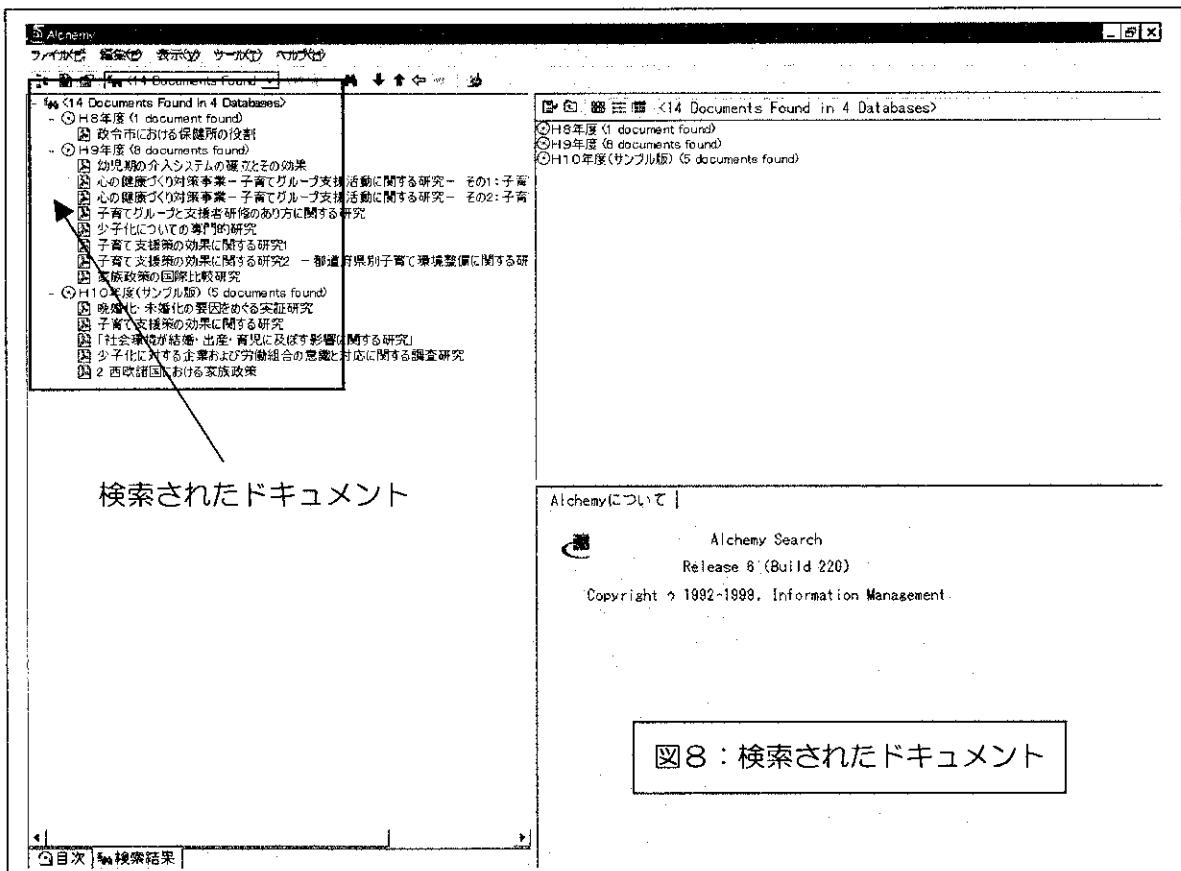 Alchemy
ファイル(F) 編集(E) 表示(V) ツール(T) ヘルプ(H)
<14 Documents Found
<14 Documents Found in 4 Databases>
H8年度 (1 document found)
政令市における保健所の役割
H9年度 (8 documents found)
幼児期の介入システムの確立とその効果
心の健康づくり対策事業－子育てグループ支援活動に関する研究－ その1：子育
心の健康づくり対策事業－子育てグループ支援活動に関する研究－ その2：子育
子育てグループと支援者研修のあり方に関する研究
少子化についての専門的研究
子育て支援策の効果に関する研究1
子育て支援策の効果に関する研究2 －都道府県別子育て環境整備に関する研
家族政策の国際比較研究
H10年度(サンプル版) (5 documents found)
晩婚化・未婚化の要因をめぐる実証研究
子育て支援策の効果に関する研究
「社会環境が結婚・出産・育児に及ぼす影響に関する研究」
少子化に対する企業および労働組合の意識と対応に関する調査研究
2 西欧諸国における家族政策
検索されたドキュメント
目次 検索結果
<14 Documents Found in 4 Databases>
H8年度 (1 document found)
H9年度 (8 documents found)
H10年度(サンプル版) (5 documents found)
Alchemyについて
Alchemy Search
Release 6 (Build 220)
Copyright 1992-1999, Information Management
図8：検索されたドキュメント